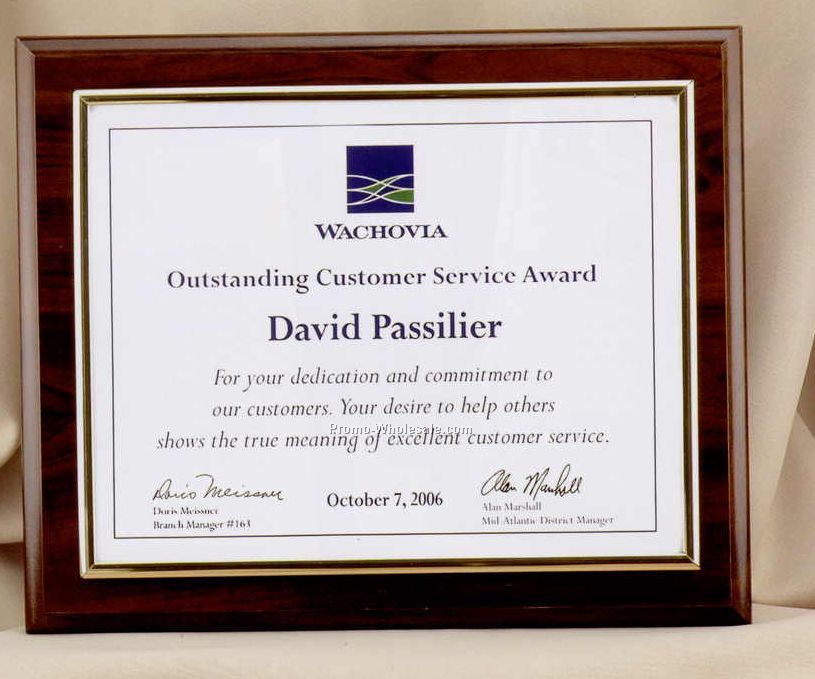 WACHOVIA
Outstanding Customer Service Award
David Passilier
For your dedication and commitment to
our customers. Your desire to help others
shows the true meaning of excellent customer service.
Promo-Wholesale.com
Doris Meissner
October 7, 2006
Alan Marshall
Doris Meissner
Branch Manager #163
Alan Marshall
Mid Atlantic District Manager